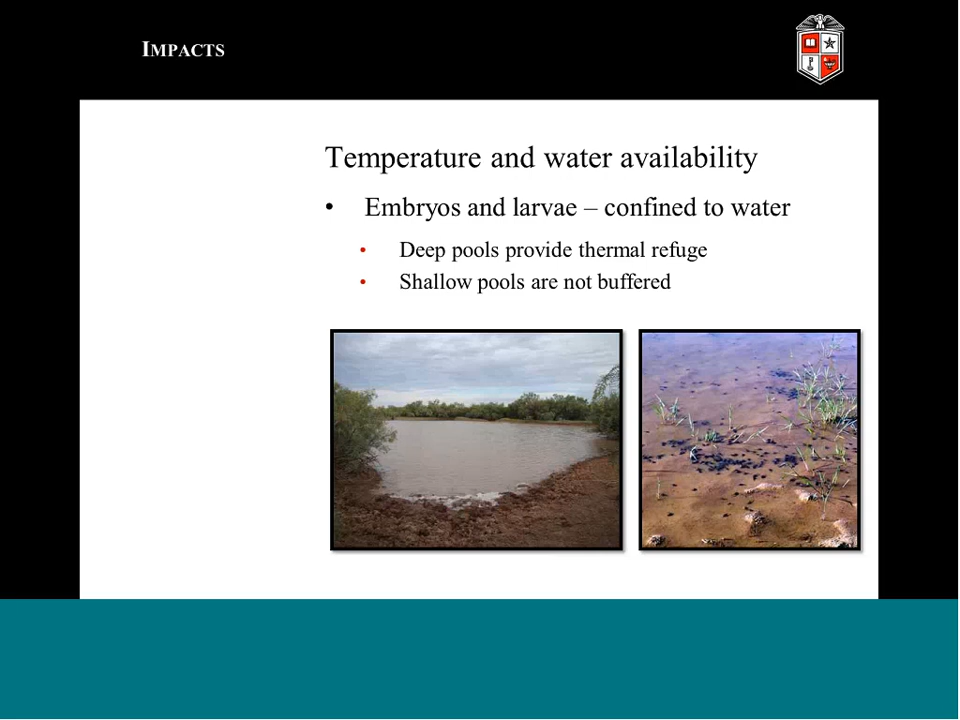 IMPACTS
Temperature and water availability
• Embryos and larvae – confined to water
• Deep pools provide thermal refuge
• Shallow pools are not buffered